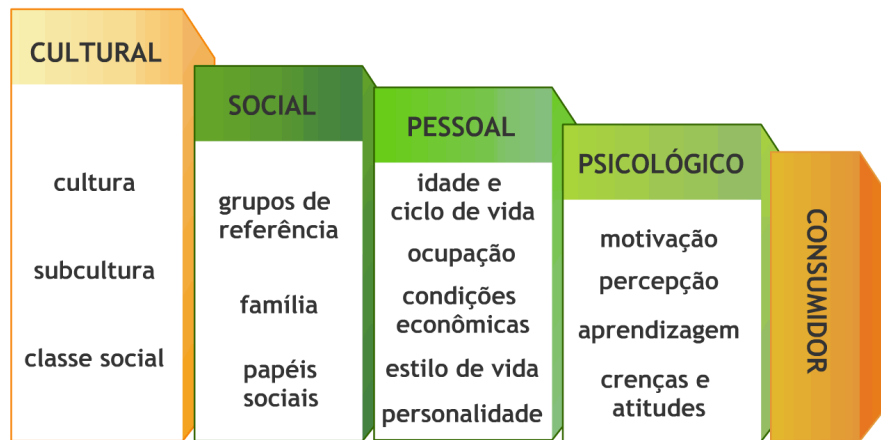 CULTURAL
cultura
subcultura
classe social
SOCIAL
grupos de
referência
família
papéis
sociais
PESSOAL
idade e
ciclo de vida
ocupação
condições
econômicas
estilo de vida
personalidade
PSICOLÓGICO
motivação
percepção
aprendizagem
crenças e
atitudes
CONSUMIDOR